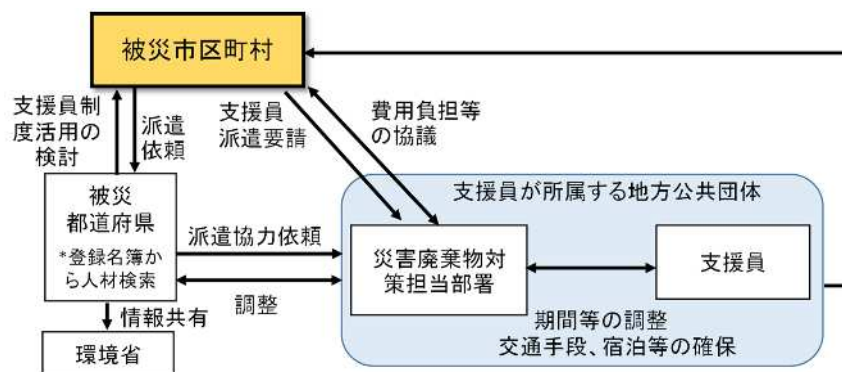 被災市区町村
支援員制
度活用の
検討
派遣
依頼
支援員
派遣要請
費用負担等
の協議
被災
都道府県
*登録名簿か
ら人材検索
派遣協力依頼
調整
情報共有
環境省
支援員が所属する地方公共団体
災害廃棄物対
策担当部署
支援員
期間等の調整
交通手段、宿泊等の確保